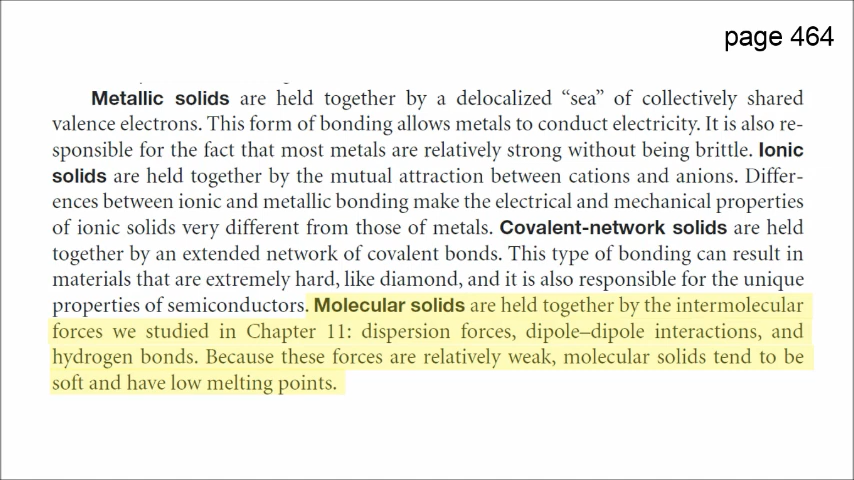 page 464
Metallic solids are held together by a delocalized “sea” of collectively shared
valence electrons. This form of bonding allows metals to conduct electricity. It is also re-
sponsible for the fact that most metals are relatively strong without being brittle. Ionic
solids are held together by the mutual attraction between cations and anions. Differ-
ences between ionic and metallic bonding make the electrical and mechanical properties
of ionic solids very different from those of metals. Covalent-network solids are held
together by an extended network of covalent bonds. This type of bonding can result in
materials that are extremely hard, like diamond, and it is also responsible for the unique
properties of semiconductors. Molecular solids are held together by the intermolecular
forces we studied in Chapter 11: dispersion forces, dipole–dipole interactions, and
hydrogen bonds. Because these forces are relatively weak, molecular solids tend to be
soft and have low melting points.